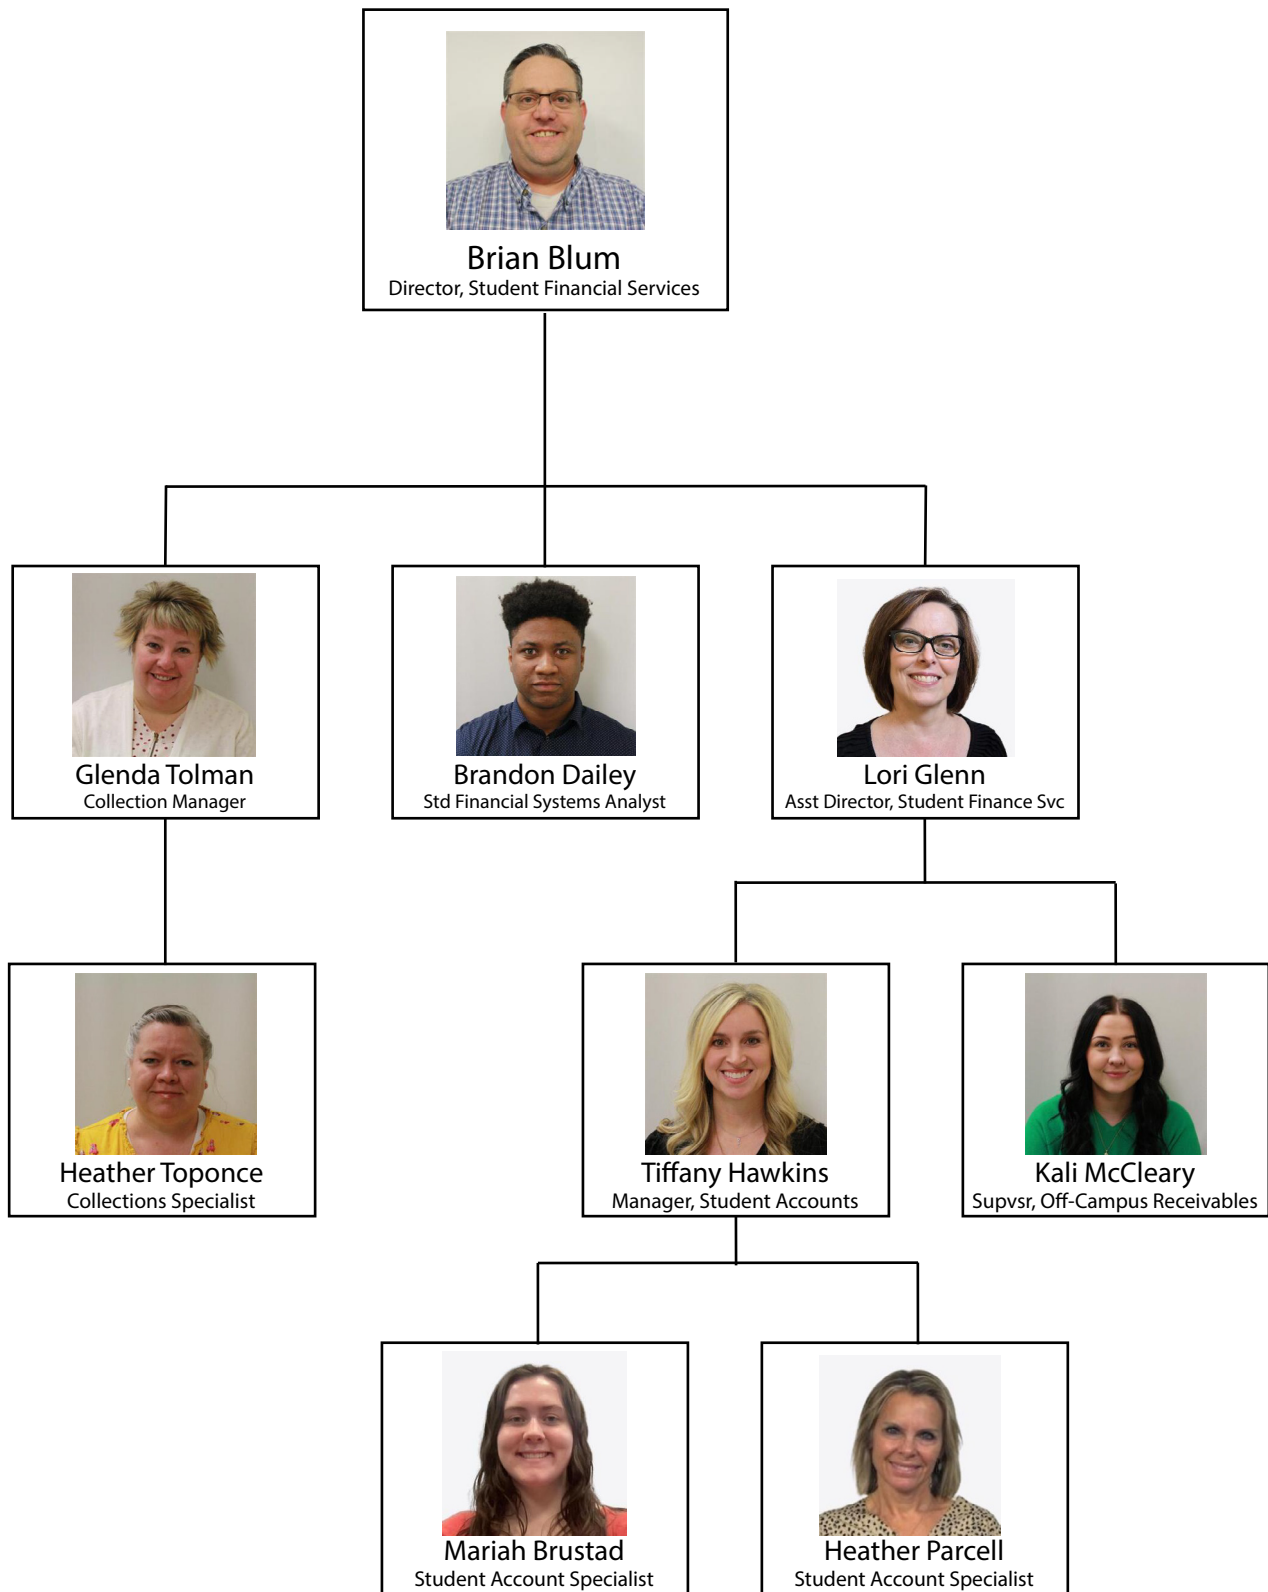 Brian Blum
Director, Student Financial Services
Glenda Tolman
Collection Manager
Brandon Dailey
Std Financial Systems Analyst
Lori Glenn
Asst Director, Student Finance Svc
Heather Toponce
Collections Specialist
Tiffany Hawkins
Manager, Student Accounts
Kali McCleary
Supvsr, Off-Campus Receivables
Mariah Brustad
Student Account Specialist
Heather Parcell
Student Account Specialist